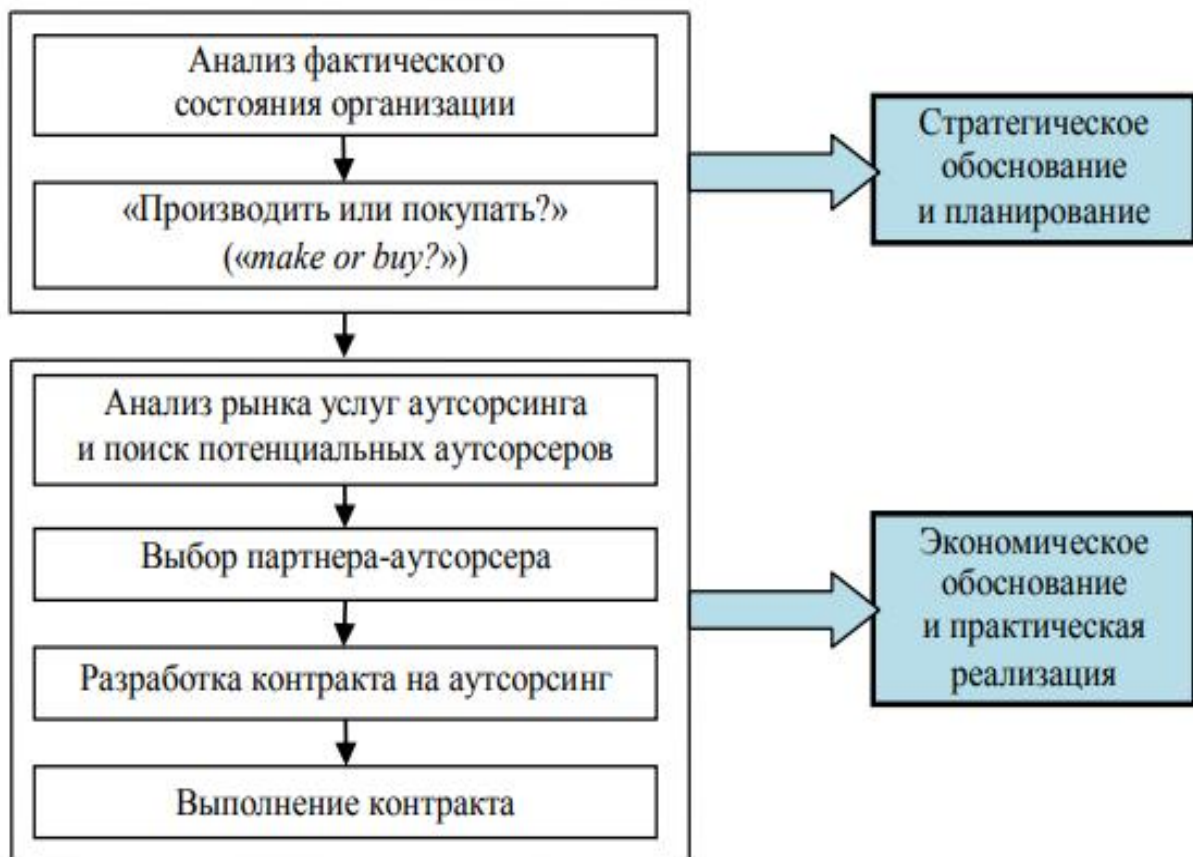 Анализ фактического
состояния организации
«Производить или покупать?»
(«make or buy?»)
Стратегическое
обоснование
и планирование
Анализ рынка услуг аутсорсинга
и поиск потенциальных аутсорсеров
Выбор партнера-аутсорсера
Разработка контракта на аутсорсинг
Выполнение контракта
Экономическое
обоснование
и практическая
реализация